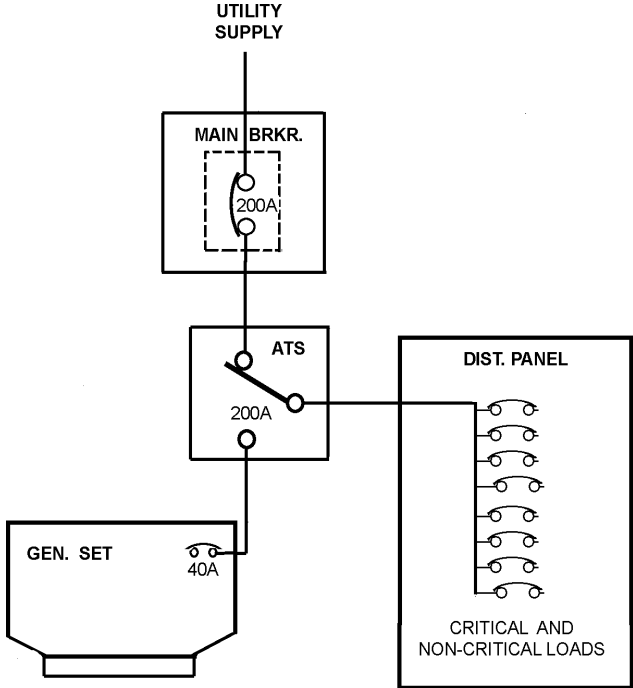 UTILITY
SUPPLY
MAIN BRKR.
200A
ATS
200A
DIST. PANEL
GEN. SET
40A
CRITICAL AND
NON-CRITICAL LOADS